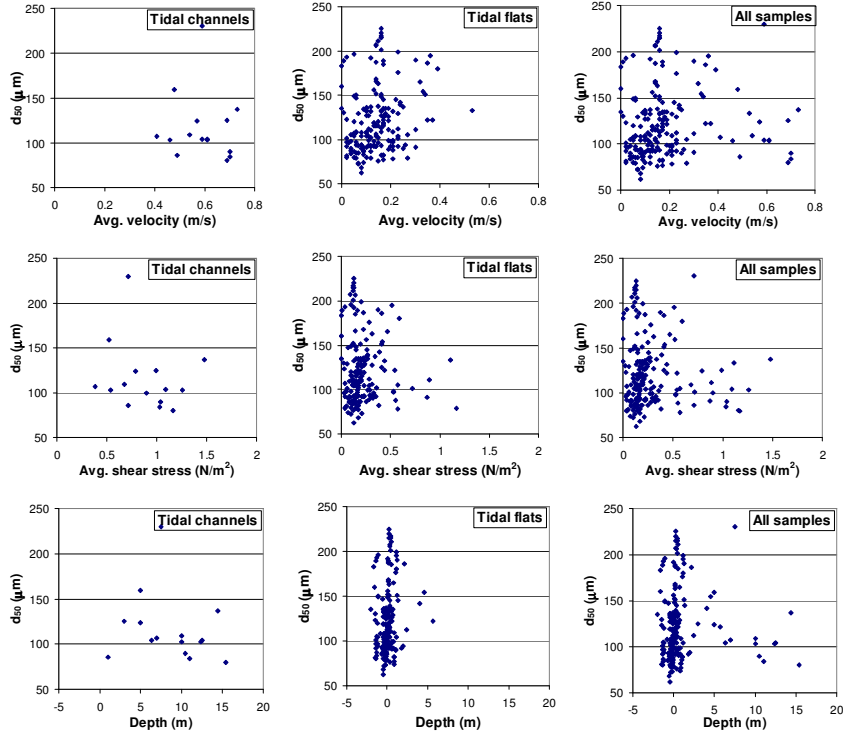 Tidal channels
250
200
150
100
50
d50 (μm)
0 0.2 0.4 0.6 0.8
Avg. velocity (m/s)
Tidal flats
250
200
150
100
50
d50 (μm)
0 0.2 0.4 0.6 0.8
Avg. velocity (m/s)
All samples
250
200
150
100
50
d50 (μm)
0 0.2 0.4 0.6 0.8
Avg. velocity (m/s)
Tidal channels
250
200
150
100
50
d50 (μm)
0 0.5 1 1.5 2
Avg. shear stress (N/m²)
Tidal flats
250
200
150
100
50
d50 (μm)
0 0.5 1 1.5 2
Avg. shear stress (N/m²)
All samples
250
200
150
100
50
d50 (μm)
0 0.5 1 1.5 2
Avg. shear stress (N/m²)
Tidal channels
250
200
150
100
50
d50 (μm)
-5 0 5 10 15 20
Depth (m)
Tidal flats
250
200
150
100
50
d50 (μm)
-5 0 5 10 15 20
Depth (m)
All samples
250
200
150
100
50
d50 (μm)
-5 0 5 10 15 20
Depth (m)